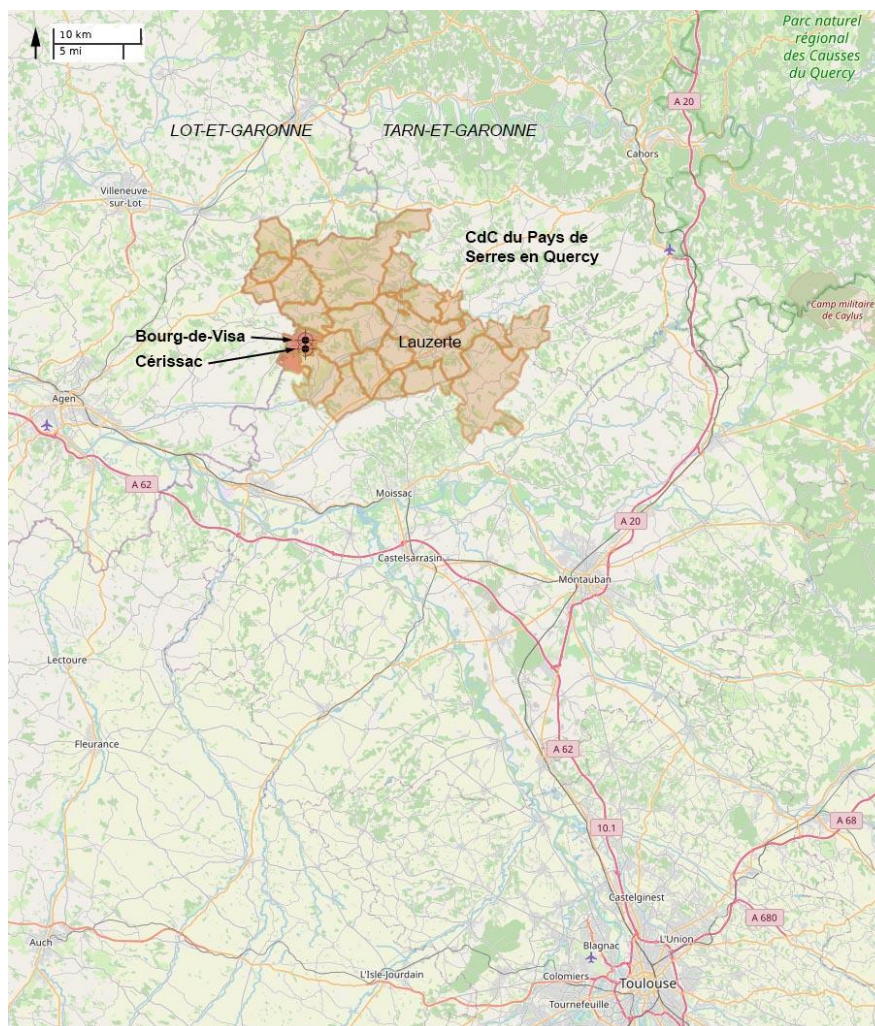 10 km
5 mi
Parc naturel
régional
des Causses
du Quercy
A 20
LOT-ET-GARONNE
TARN-ET-GARONNE
Cahors
Villeneuve-
sur-Lot
CdC du Pays de
Serres en Quercy
Camp militaire
de Caylus
Bourg-de-Visa
Cérissac
Lauzerte
Agen
A 62
Moissac
A 20
Castelsarrasin
Montauban
Lectoure
Fleurance
A 62
10.1
A 68
Castelginest
A 680
Auch
Blagnac
L'Union
L'Isle-Jourdain
Colomiers
Toulouse
Tournefeuille